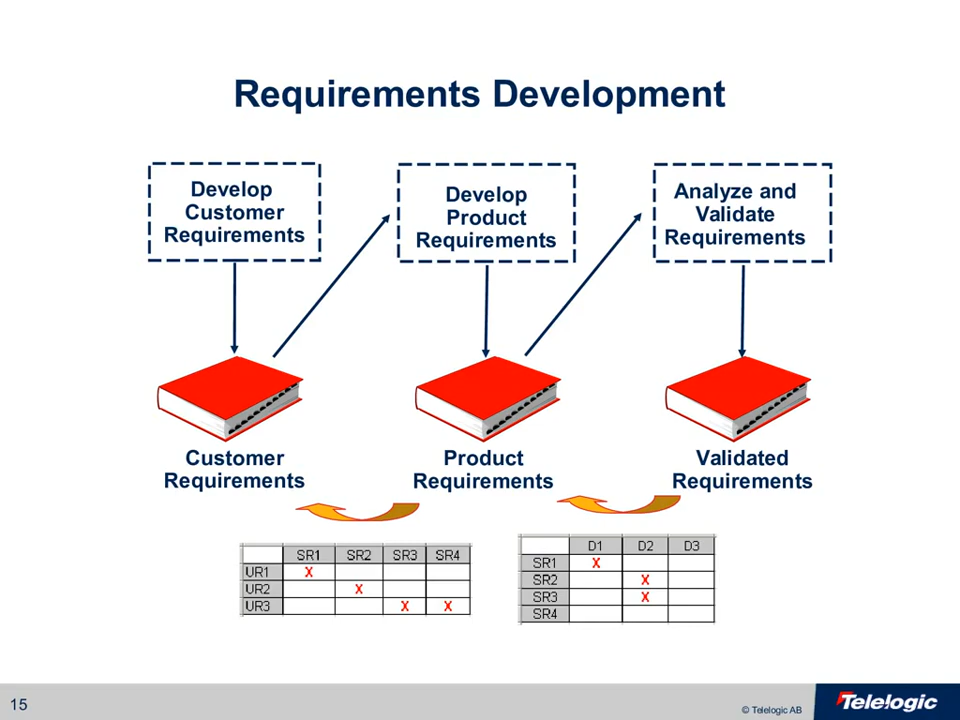 Requirements Development
Develop
Customer
Requirements
Develop
Product
Requirements
Analyze and
Validate
Requirements
Customer
Requirements
Product
Requirements
Validated
Requirements
SR1 SR2 SR3 SR4
UR1 X
UR2 X
UR3 X X
D1 D2 D3
SR1 X
SR2 X
SR3 X
SR4
15
© Telelogic AB
Telelogic